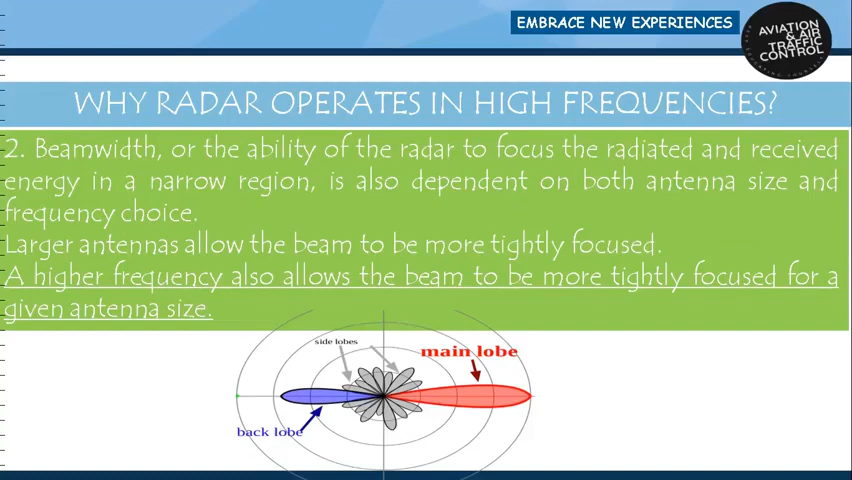 EMBRACE NEW EXPERIENCES
AVIATION
& AIR
TRAFFIC
CONTROL
WHY RADAR OPERATES IN HIGH FREQUENCIES?
2. Beamwidth, or the ability of the radar to focus the radiated and received
energy in a narrow region, is also dependent on both antenna size and
frequency choice.
Larger antennas allow the beam to be more tightly focused.
A higher frequency also allows the beam to be more tightly focused for a
given antenna size.
side lobes
main lobe
back lobe